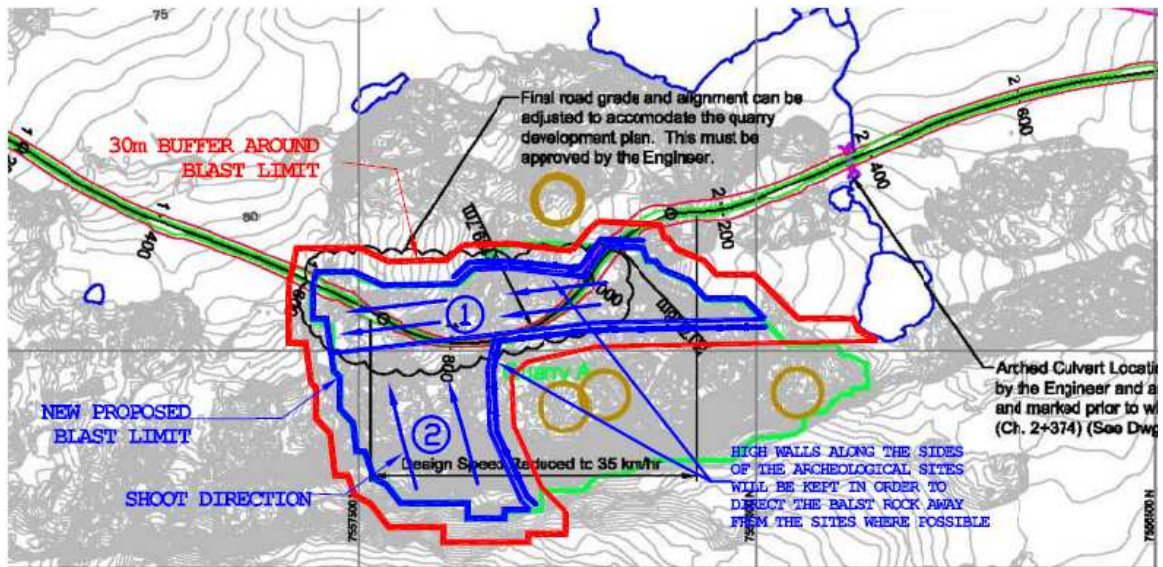 75
Final road grade and alignment can be
adjusted to accomodate the quarry
development plan. This must be
approved by the Engineer.
30m BUFFER AROUND
BLAST LIMIT
2 600
2 400
80
1 400
2 200
1
800
Arched Culvert Locati
by the Engineer and a
and marked prior to w
(Ch. 2+374) (See Dwg
NEW PROPOSED
BLAST LIMIT
2
Design Speed Reduced to 35 km/hr
SHOOT DIRECTION
HIGH WALLS ALONG THE SIDES
OF THE ARCHEOLOGICAL SITES
WILL BE KEPT IN ORDER TO
DIRECT THE BALST ROCK AWAY
FROM THE SITES WHERE POSSIBLE